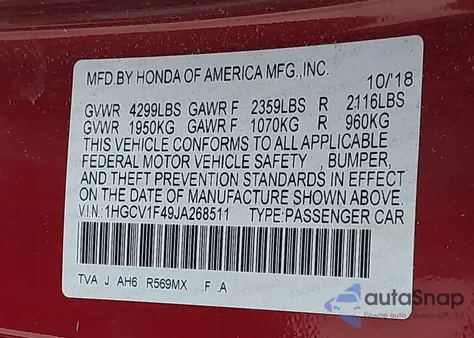 MFD.BY HONDA OF AMERICA MFG.,INC. 10/18
GVWR 4299LBS GAWR F 2359LBS R 2116LBS
GVWR 1950KG GAWR F 1070KG R 960KG
THIS VEHICLE CONFORMS TO ALL APPLICABLE
FEDERAL MOTOR VEHICLE SAFETY , BUMPER,
AND THEFT PREVENTION STANDARDS IN EFFECT
ON THE DATE OF MANUFACTURE SHOWN ABOVE.
V.I.N.:1HGCV1F49JA268511 TYPE:PASSENGER CAR
TVA J AH6 R569MX .F .A
autoSnap